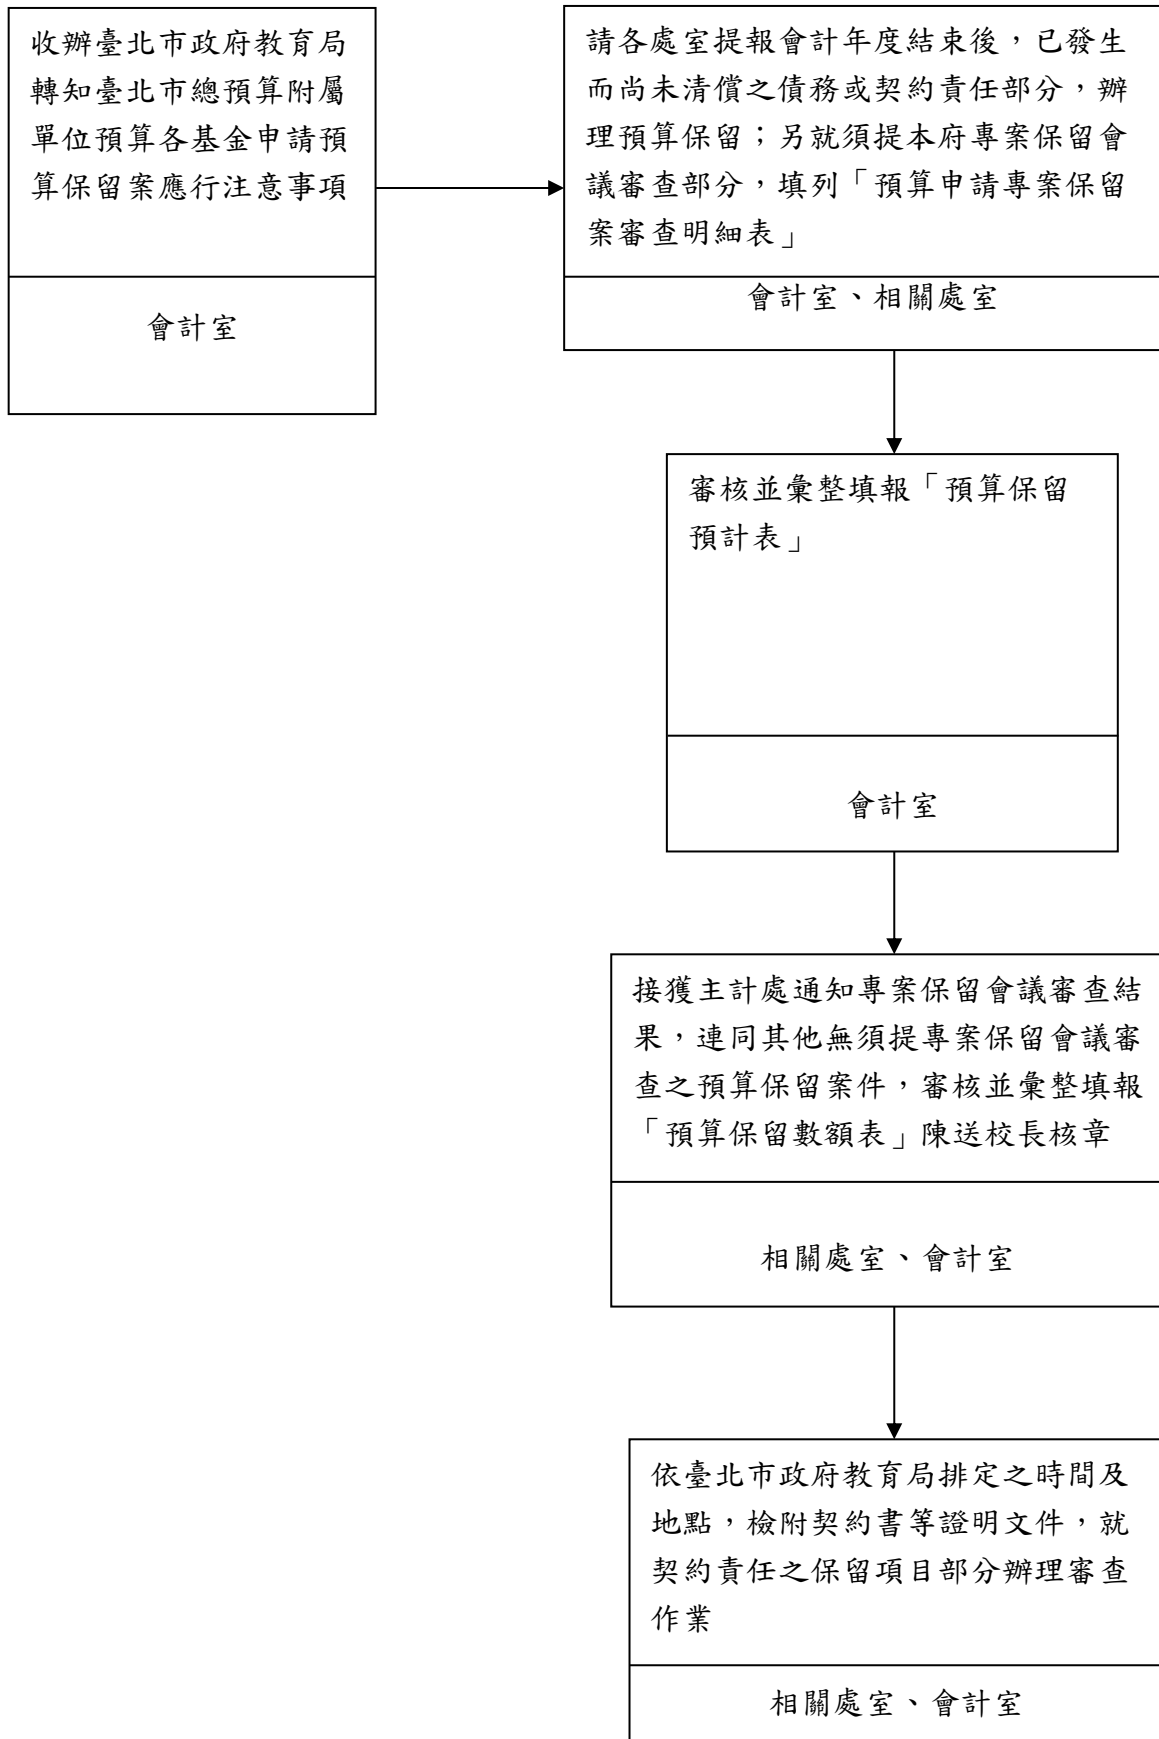 收辦臺北市政府教育局
轉知臺北市總預算附屬
單位預算各基金申請預
算保留案應行注意事項
會計室
請各處室提報會計年度結束後，已發生
而尚未清償之債務或契約責任部分，辦
理預算保留；另就須提本府專案保留會
議審查部分，填列「預算申請專案保留
案審查明細表」
會計室、相關處室
審核並彙整填報「預算保留
預計表」
會計室
接獲主計處通知專案保留會議審查結
果，連同其他無須提專案保留會議審
查之預算保留案件，審核並彙整填報
「預算保留數額表」陳送校長核章
相關處室、會計室
依臺北市政府教育局排定之時間及
地點，檢附契約書等證明文件，就
契約責任之保留項目部分辦理審查
作業
相關處室、會計室